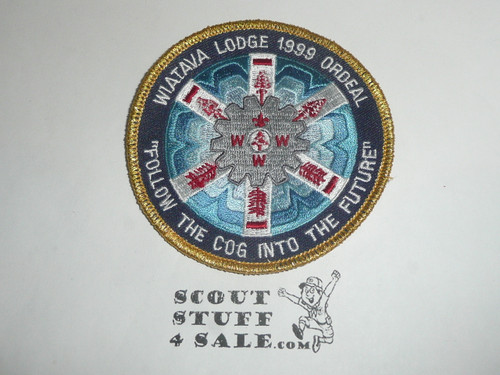 WIATAVA LODGE 1999 ORDEAL
W W
W
"FOLLOW THE COG INTO THE FUTURE"
SCOUT
STUFF
4 SALE.COM